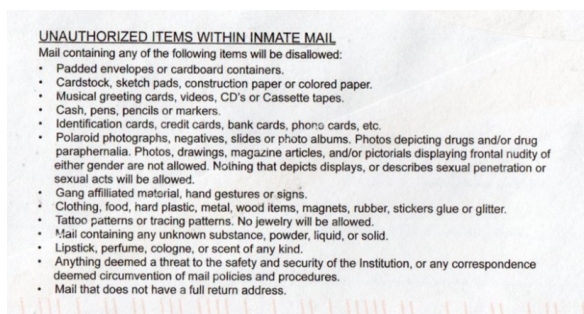 UNAUTHORIZED ITEMS WITHIN INMATE MAIL
Mail containing any of the following items will be disallowed:
• Padded envelopes or cardboard containers.
• Cardstock, sketch pads, construction paper or colored paper.
• Musical greeting cards, videos, CD's or Cassette tapes.
• Cash, pens, pencils or markers.
• Identification cards, credit cards, bank cards, phone cards, etc.
• Polaroid photographs, negatives, slides or photo albums. Photos depicting drugs and/or drug
paraphernalia. Photos, drawings, magazine articles, and/or pictorials displaying frontal nudity of
either gender are not allowed. Nothing that depicts displays, or describes sexual penetration or
sexual acts will be allowed.
• Gang affilliated material, hand gestures or signs.
• Clothing, food, hard plastic, metal, wood items, magnets, rubber, stickers glue or glitter.
• Tattoo patterns or tracing patterns. No jewelry will be allowed.
• Mail containing any unknown substance, powder, liquid, or solid.
• Lipstick, perfume, cologne, or scent of any kind.
• Anything deemed a threat to the safety and security of the Institution, or any correspondence
deemed circumvention of mail policies and procedures.
• Mail that does not have a full return address.